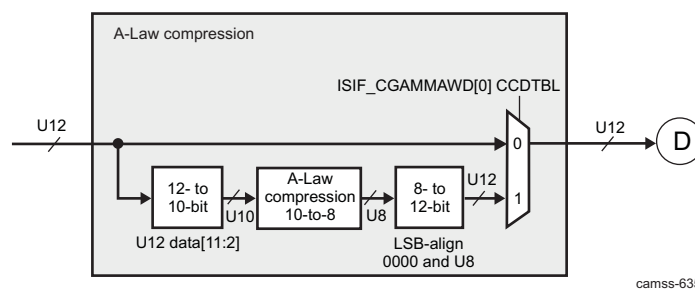 A-Law compression
ISIF_CGAMMAWD[0] CCDTBL
U12
U12
D
0
12- to
10-bit
U10
A-Law
compression
10-to-8
U8
8- to
12-bit
U12
1
U12 data[11:2]
LSB-align
0000 and U8